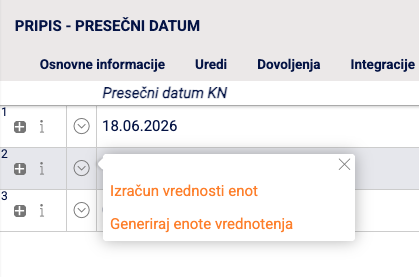 PRIPIS - PRESEČNI DATUM
Osnovne informacije Uredi Dovoljenja Integracije
Presečni datum KN
1
18.06.2026
2
Izračun vrednosti enot
3
Generiraj enote vrednotenja